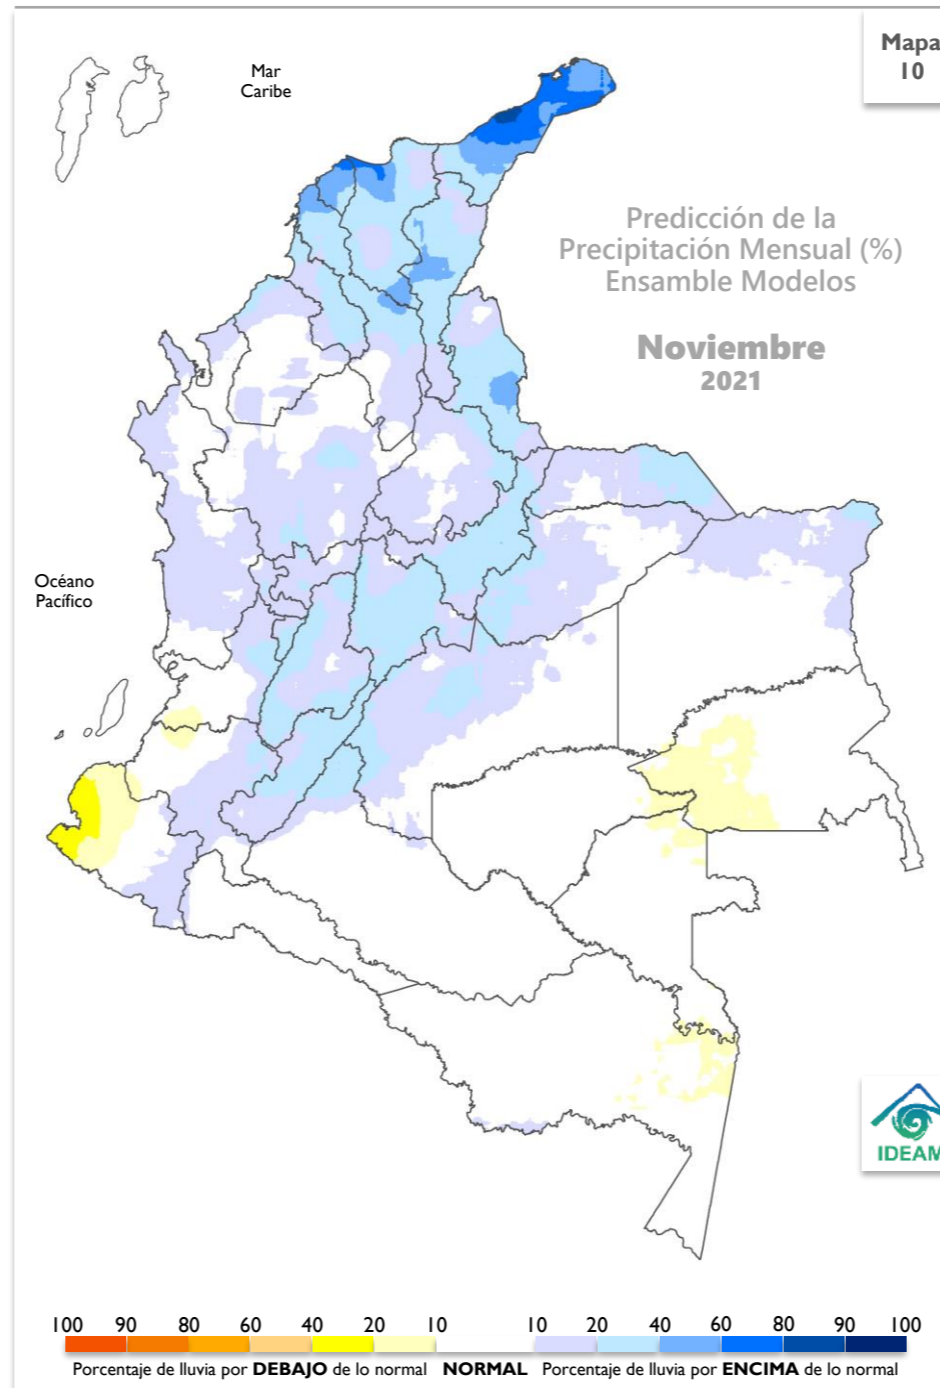 Mapa
10
Mar
Caribe
Predicción de la
Precipitación Mensual (%)
Ensamble Modelos
Noviembre
2021
Océano
Pacífico
IDEAM
100 90 80 60 40 20 10 10 20 40 60 80 90 100
Porcentaje de lluvia por DEBAJO de lo normal NORMAL Porcentaje de lluvia por ENCIMA de lo normal